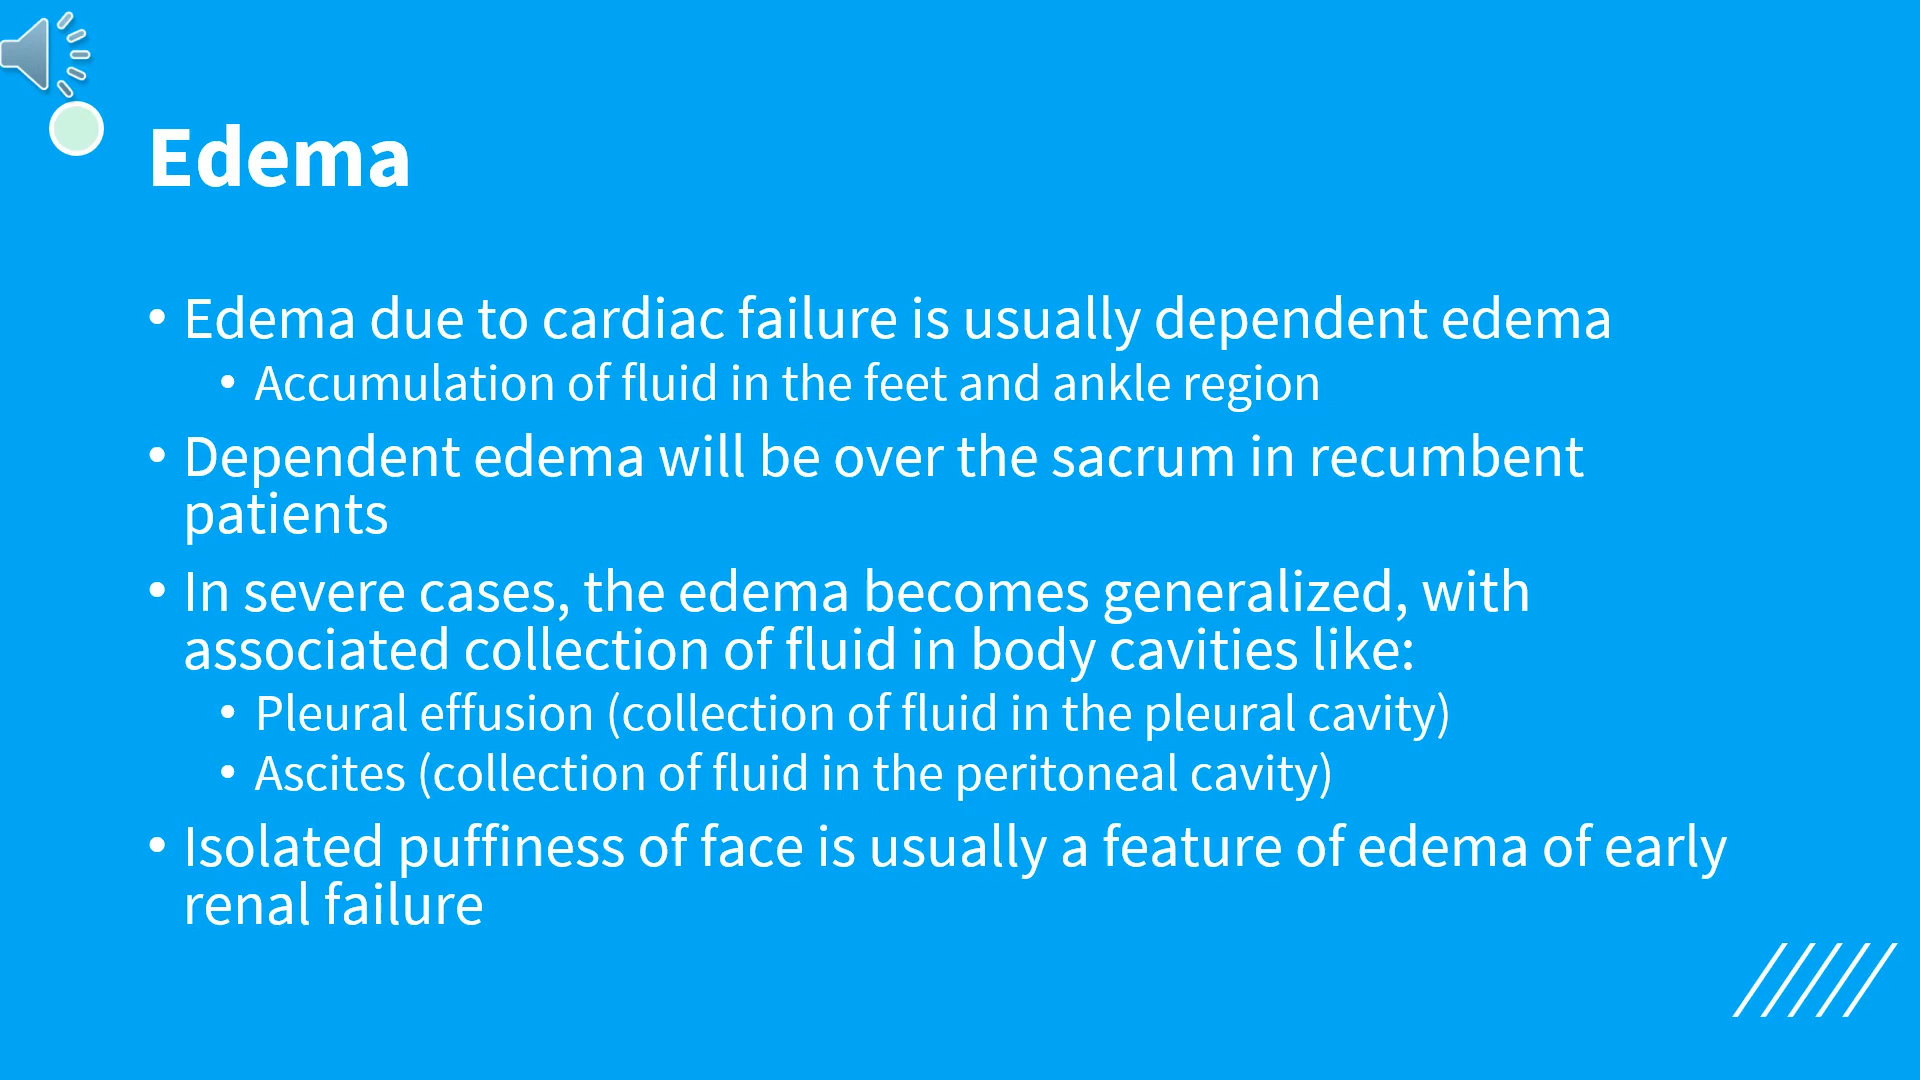 Edema
• Edema due to cardiac failure is usually dependent edema
• Accumulation of fluid in the feet and ankle region
• Dependent edema will be over the sacrum in recumbent
patients
• In severe cases, the edema becomes generalized, with
associated collection of fluid in body cavities like:
• Pleural effusion (collection of fluid in the pleural cavity)
• Ascites (collection of fluid in the peritoneal cavity)
• Isolated puffiness of face is usually a feature of edema of early
renal failure